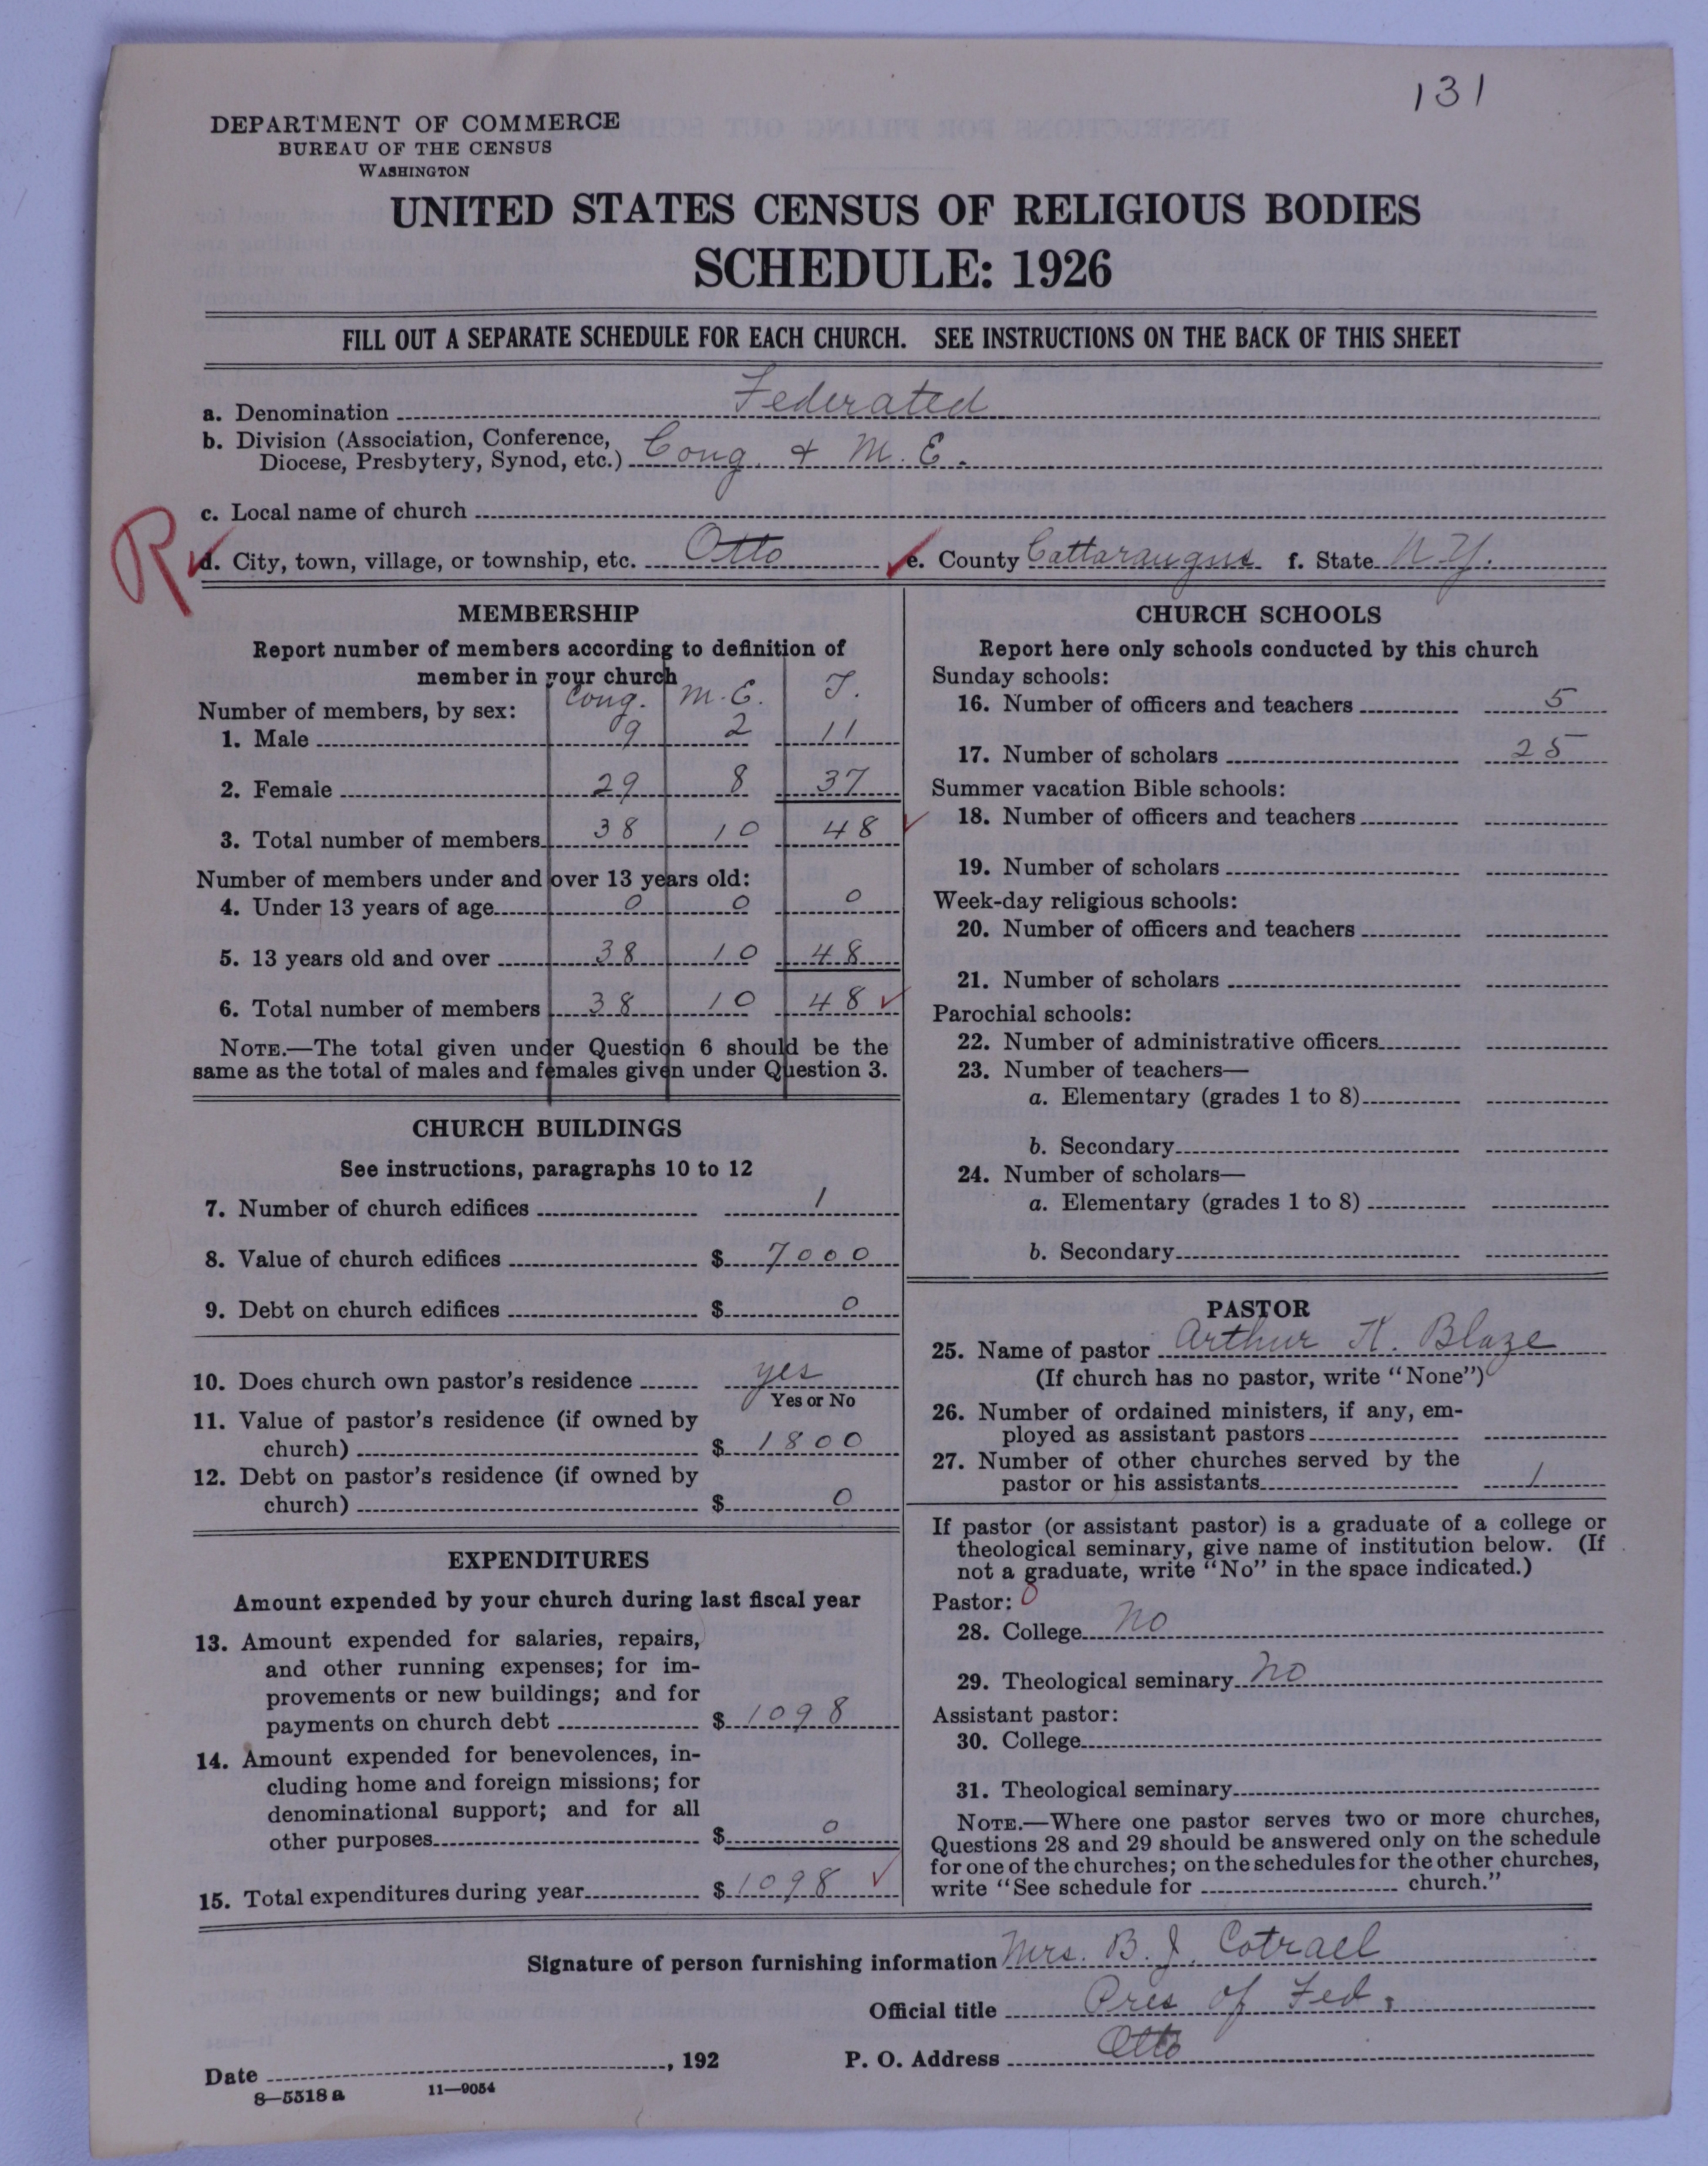 131
DEPARTMENT OF COMMERCE
BUREAU OF THE CENSUS
WASHINGTON
UNITED STATES CENSUS OF RELIGIOUS BODIES
SCHEDULE: 1926
FILL OUT A SEPARATE SCHEDULE FOR EACH CHURCH. SEE INSTRUCTIONS ON THE BACK OF THIS SHEET
a. Denomination Federated
b. Division (Association, Conference,
Diocese, Presbytery, Synod, etc.) Cong. + M.E.
c. Local name of church
R
d. City, town, village, or township, etc. Otto e. County Cattaraugus f. State N.Y.
MEMBERSHIP
Report number of members according to definition of
member in your church
Cong. M.E. T.
Number of members, by sex:
1. Male 9 2 11
2. Female 29 8 37
3. Total number of members 38 10 48
Number of members under and over 13 years old:
4. Under 13 years of age 0 0 0
5. 13 years old and over 38 10 48
6. Total number of members 38 10 48
NOTE.—The total given under Question 6 should be the
same as the total of males and females given under Question 3.
CHURCH BUILDINGS
See instructions, paragraphs 10 to 12
7. Number of church edifices 1
8. Value of church edifices $ 7000
9. Debt on church edifices $ 0
10. Does church own pastor's residence yes
Yes or No
11. Value of pastor's residence (if owned by
church) $ 1800
12. Debt on pastor's residence (if owned by
church) $ 0
EXPENDITURES
Amount expended by your church during last fiscal year
13. Amount expended for salaries, repairs,
and other running expenses; for im-
provements or new buildings; and for
payments on church debt $ 1098
14. Amount expended for benevolences, in-
cluding home and foreign missions; for
denominational support; and for all
other purposes $ 0
15. Total expenditures during year $ 1098
CHURCH SCHOOLS
Report here only schools conducted by this church
Sunday schools:
16. Number of officers and teachers 5
17. Number of scholars 25
Summer vacation Bible schools:
18. Number of officers and teachers
19. Number of scholars
Week-day religious schools:
20. Number of officers and teachers
21. Number of scholars
Parochial schools:
22. Number of administrative officers
23. Number of teachers—
a. Elementary (grades 1 to 8)
b. Secondary
24. Number of scholars—
a. Elementary (grades 1 to 8)
b. Secondary
PASTOR
25. Name of pastor Arthur K. Blaze
(If church has no pastor, write "None")
26. Number of ordained ministers, if any, em-
ployed as assistant pastors
27. Number of other churches served by the
pastor or his assistants 1
If pastor (or assistant pastor) is a graduate of a college or
theological seminary, give name of institution below. (If
not a graduate, write "No" in the space indicated.)
Pastor: 0
28. College No
29. Theological seminary No
Assistant pastor:
30. College
31. Theological seminary
NOTE.—Where one pastor serves two or more churches,
Questions 28 and 29 should be answered only on the schedule
for one of the churches; on the schedules for the other churches,
write "See schedule for church."
Signature of person furnishing information Mrs. B. J. Cotrael
Official title Pres of Fed.
Date , 192 P. O. Address Otto
8—5518 a 11—9054